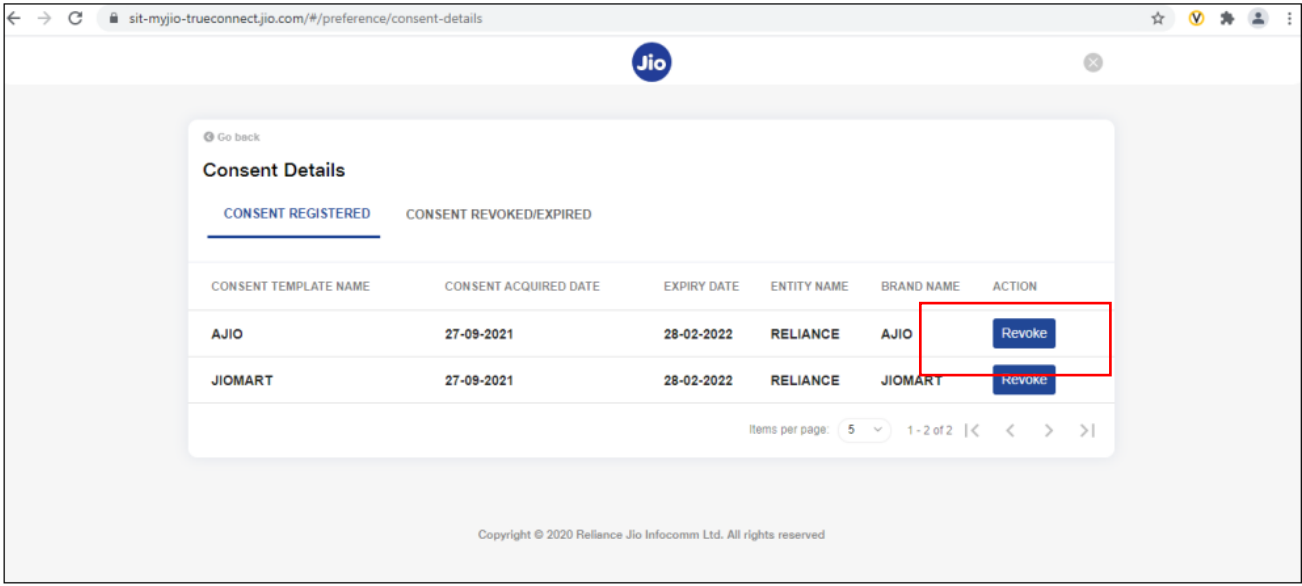 sit-myjio-trueconnect.jio.com/#/preference/consent-details
Jio
Go back
Consent Details
CONSENT REGISTERED CONSENT REVOKED/EXPIRED
CONSENT TEMPLATE NAME CONSENT ACQUIRED DATE EXPIRY DATE ENTITY NAME BRAND NAME ACTION
AJIO 27-09-2021 28-02-2022 RELIANCE AJIO Revoke
JIOMART 27-09-2021 28-02-2022 RELIANCE JIOMART Revoke
Items per page: 5 1 - 2 of 2
Copyright © 2020 Reliance Jio Infocomm Ltd. All rights reserved